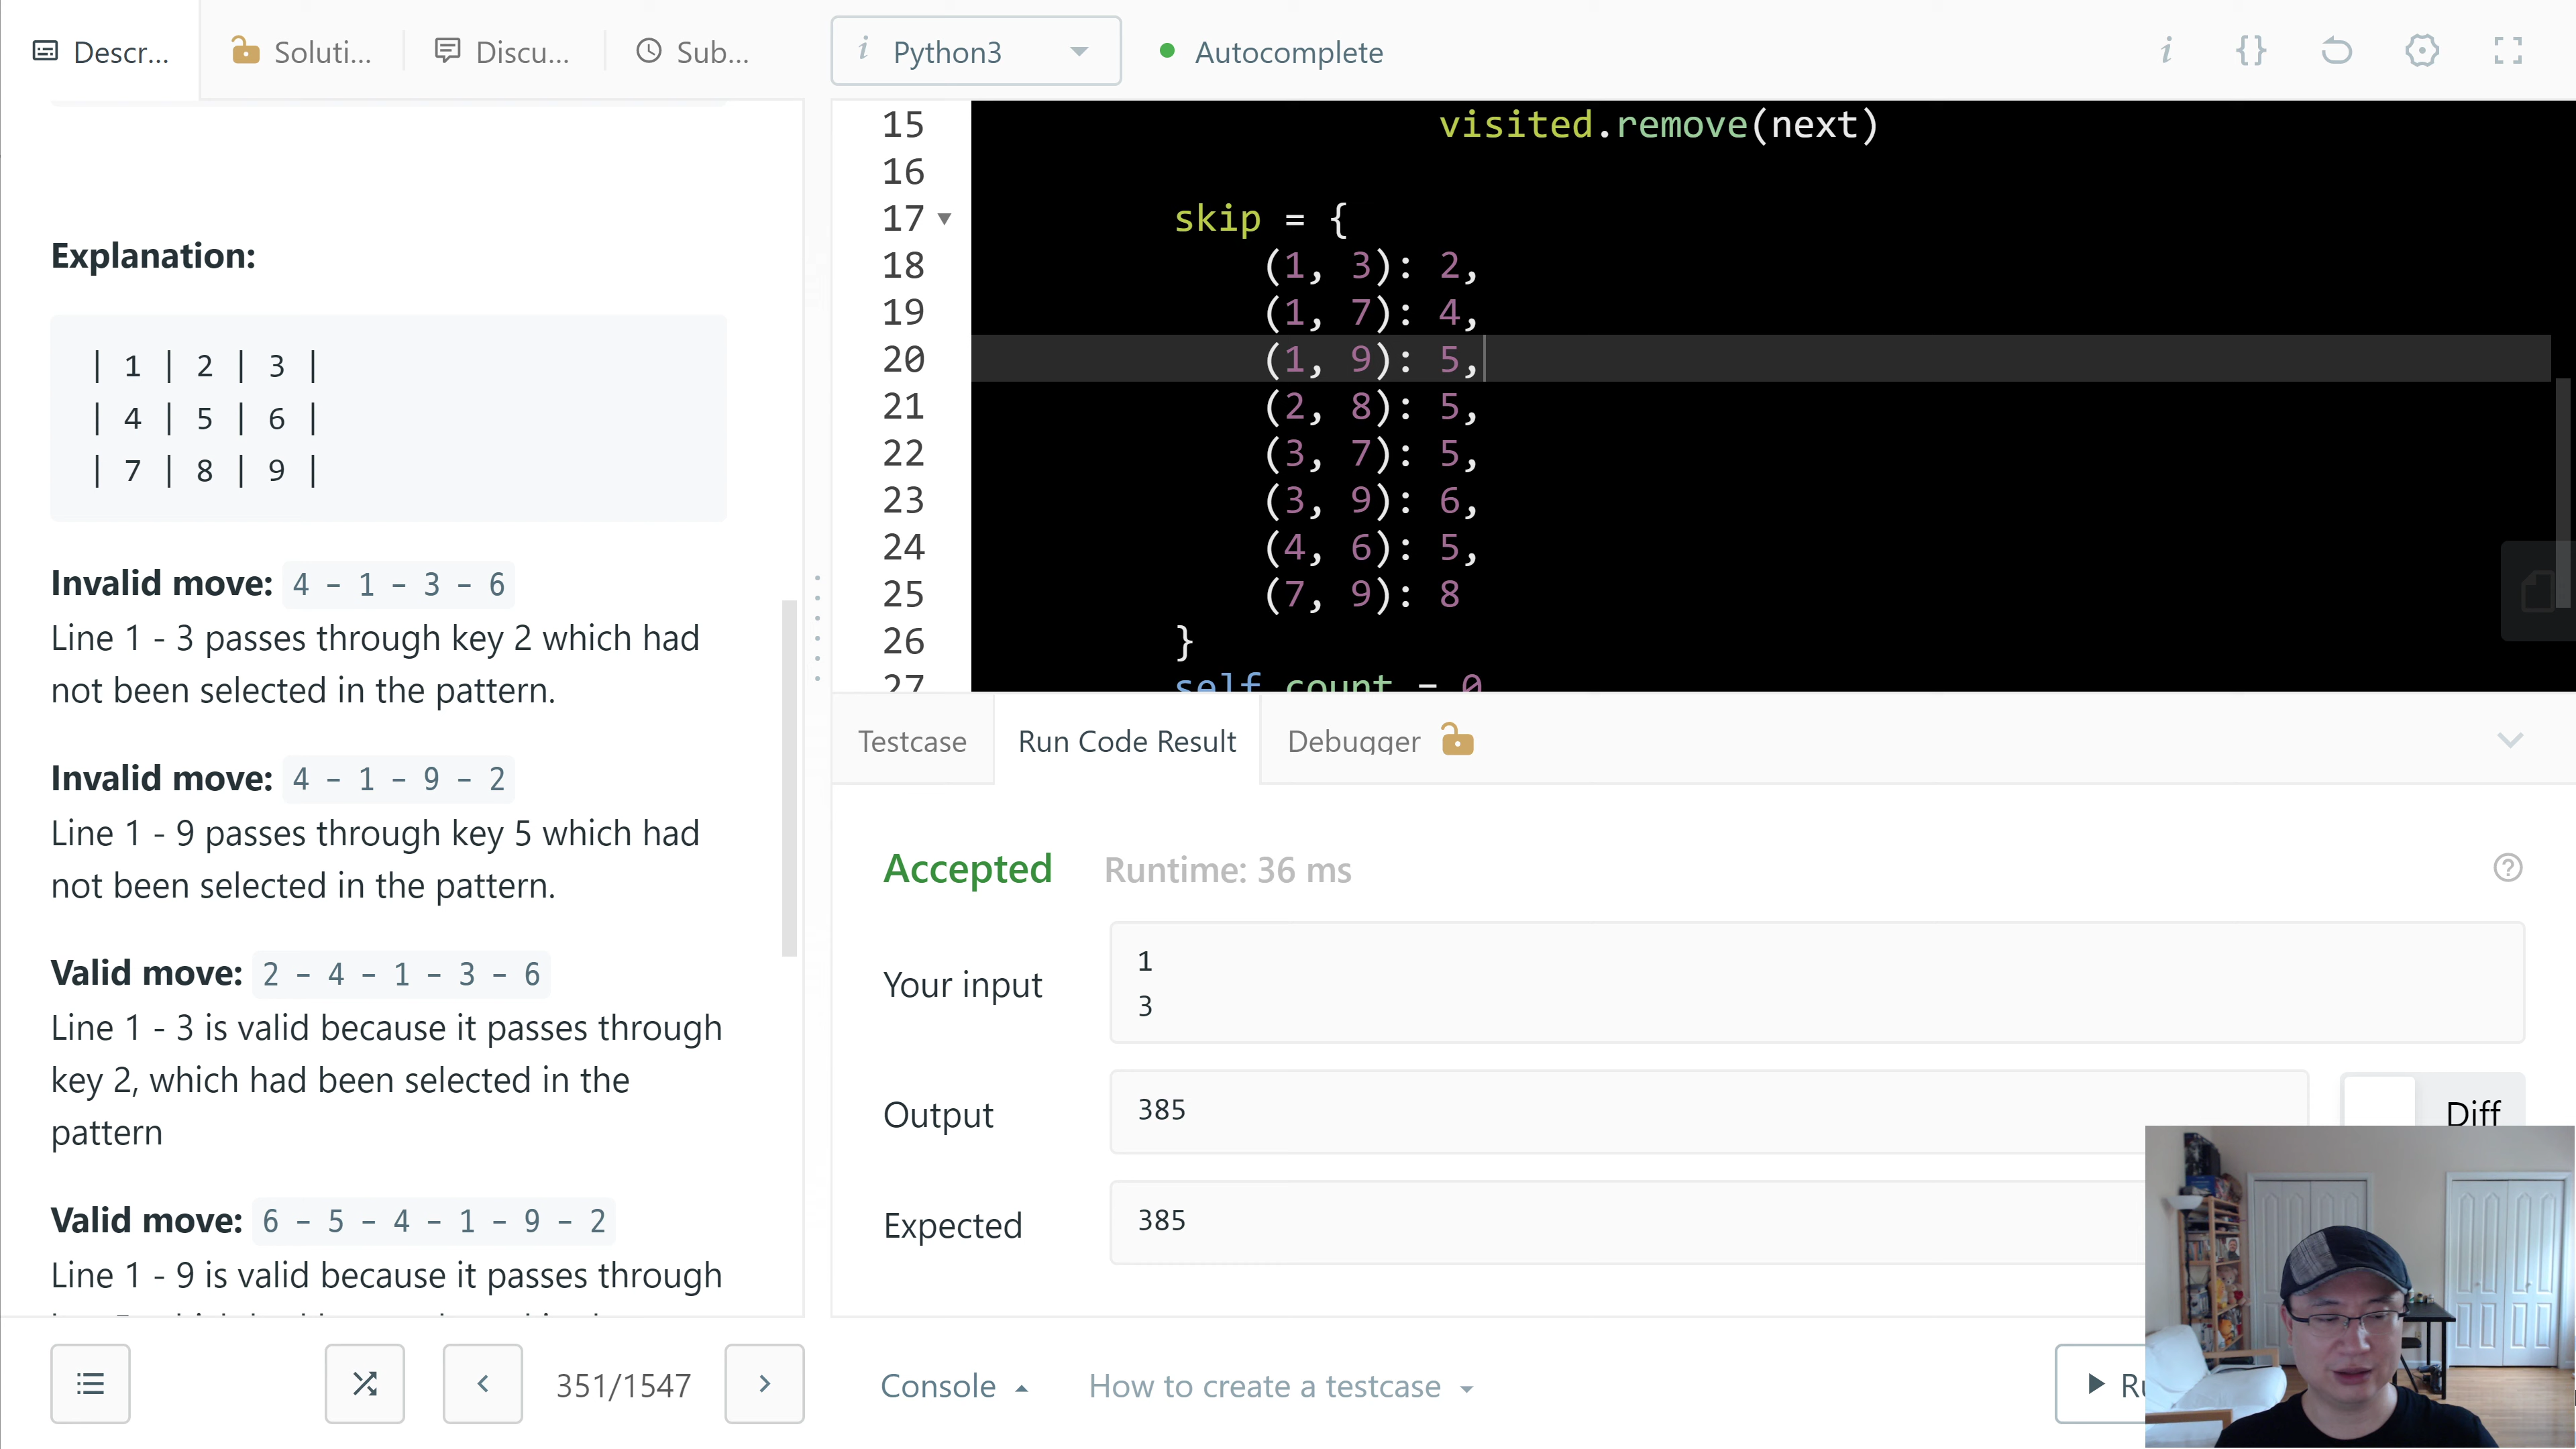 Descr...
Soluti...
Discu...
Sub...
i Python3
Autocomplete
i {}
Explanation:
| 1 | 2 | 3 |
| 4 | 5 | 6 |
| 7 | 8 | 9 |
Invalid move: 4 - 1 - 3 - 6
Line 1 - 3 passes through key 2 which had
not been selected in the pattern.
Invalid move: 4 - 1 - 9 - 2
Line 1 - 9 passes through key 5 which had
not been selected in the pattern.
Valid move: 2 - 4 - 1 - 3 - 6
Line 1 - 3 is valid because it passes through
key 2, which had been selected in the
pattern
Valid move: 6 - 5 - 4 - 1 - 9 - 2
Line 1 - 9 is valid because it passes through
351/1547
15 visited.remove(next)
16
17 skip = {
18 (1, 3): 2,
19 (1, 7): 4,
20 (1, 9): 5,
21 (2, 8): 5,
22 (3, 7): 5,
23 (3, 9): 6,
24 (4, 6): 5,
25 (7, 9): 8
26 }
27 self.count = 0
Testcase
Run Code Result
Debugger
Accepted Runtime: 36 ms
Your input
1
3
Output
385
Diff
Expected
385
Console
How to create a testcase
Ru